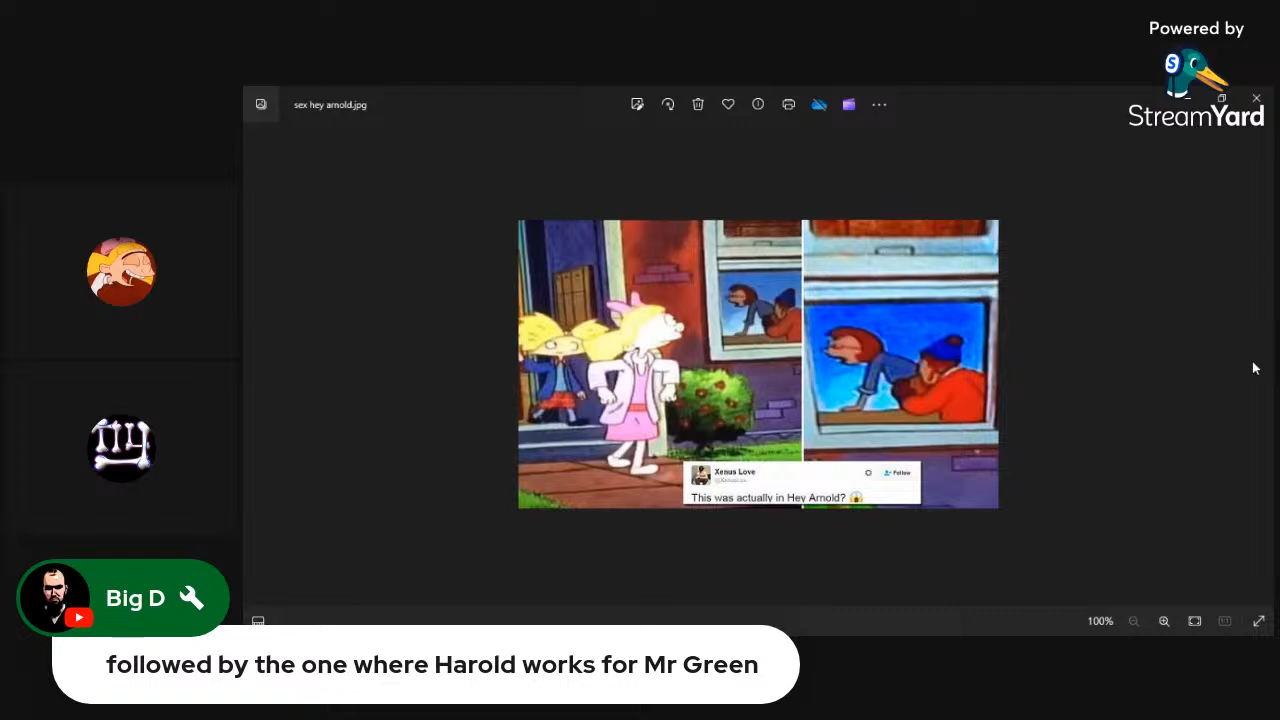 Powered by
StreamYard
sex hey arnold.jpg
Xenus Love
Follow
This was actually in Hey Arnold? 😱
Big D
followed by the one where Harold works for Mr Green
100%